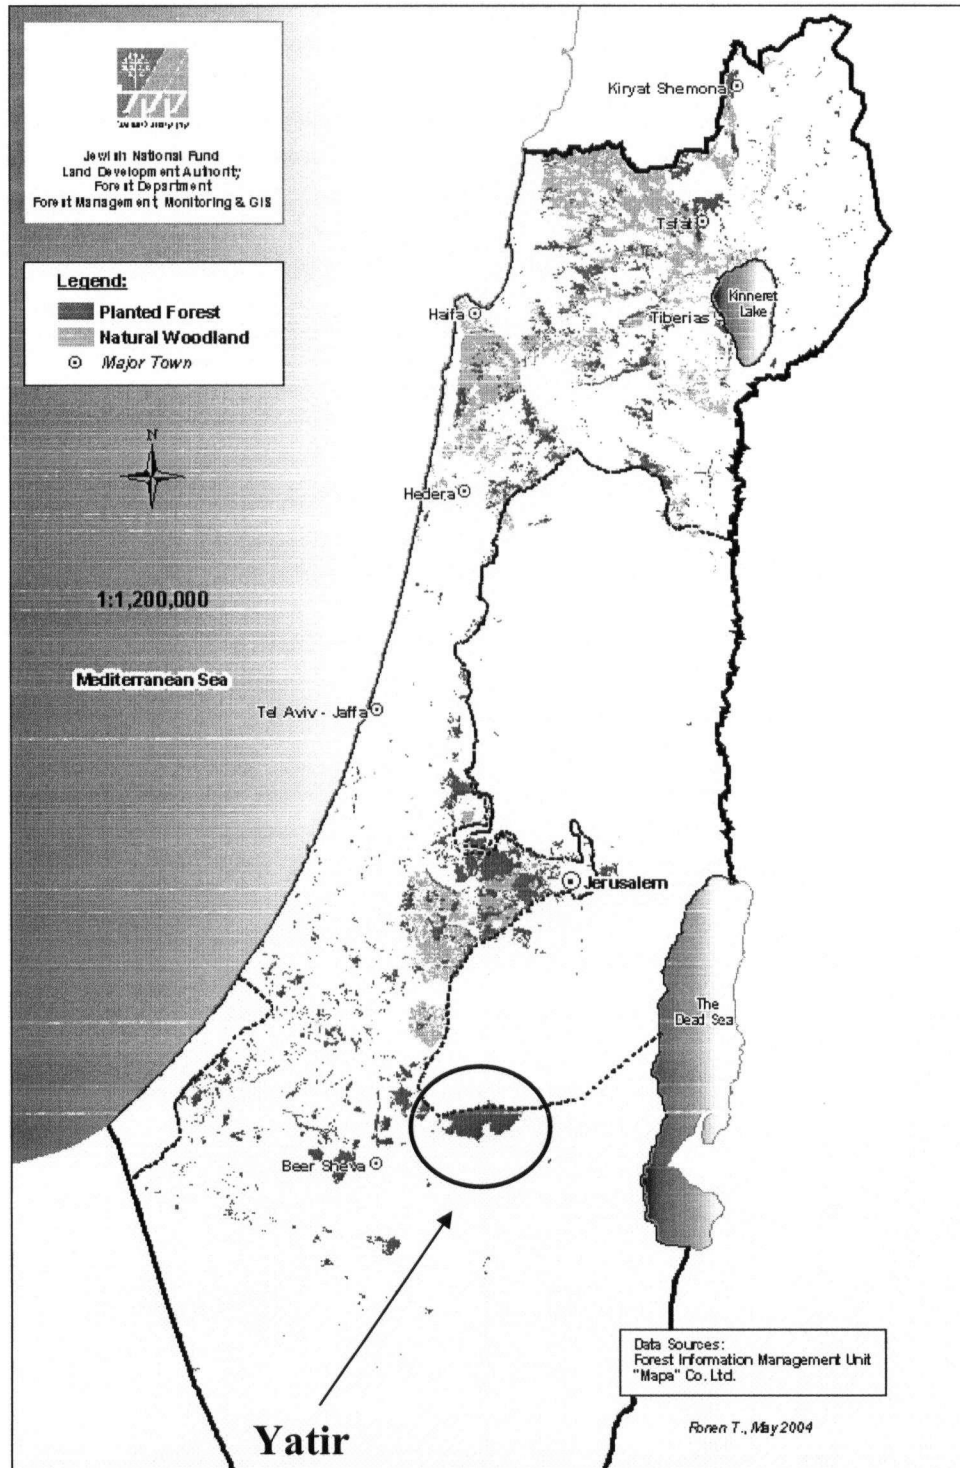 קק"ל
Jewish National Fund
Land Development Authority
Forest Department
Forest Management, Monitoring & GIS
Legend:
Planted Forest
Natural Woodland
Major Town
N
1:1,200,000
Mediterranean Sea
Kiryat Shemona
Tsfat
Kinneret
Lake
Tiberias
Haifa
Hedera
Tel Aviv - Jaffa
Jerusalem
The
Dead Sea
Beer Sheva
Data Sources:
Forest Information Management Unit
"Mapa" Co. Ltd.
Ronen T., May 2004
Yatir